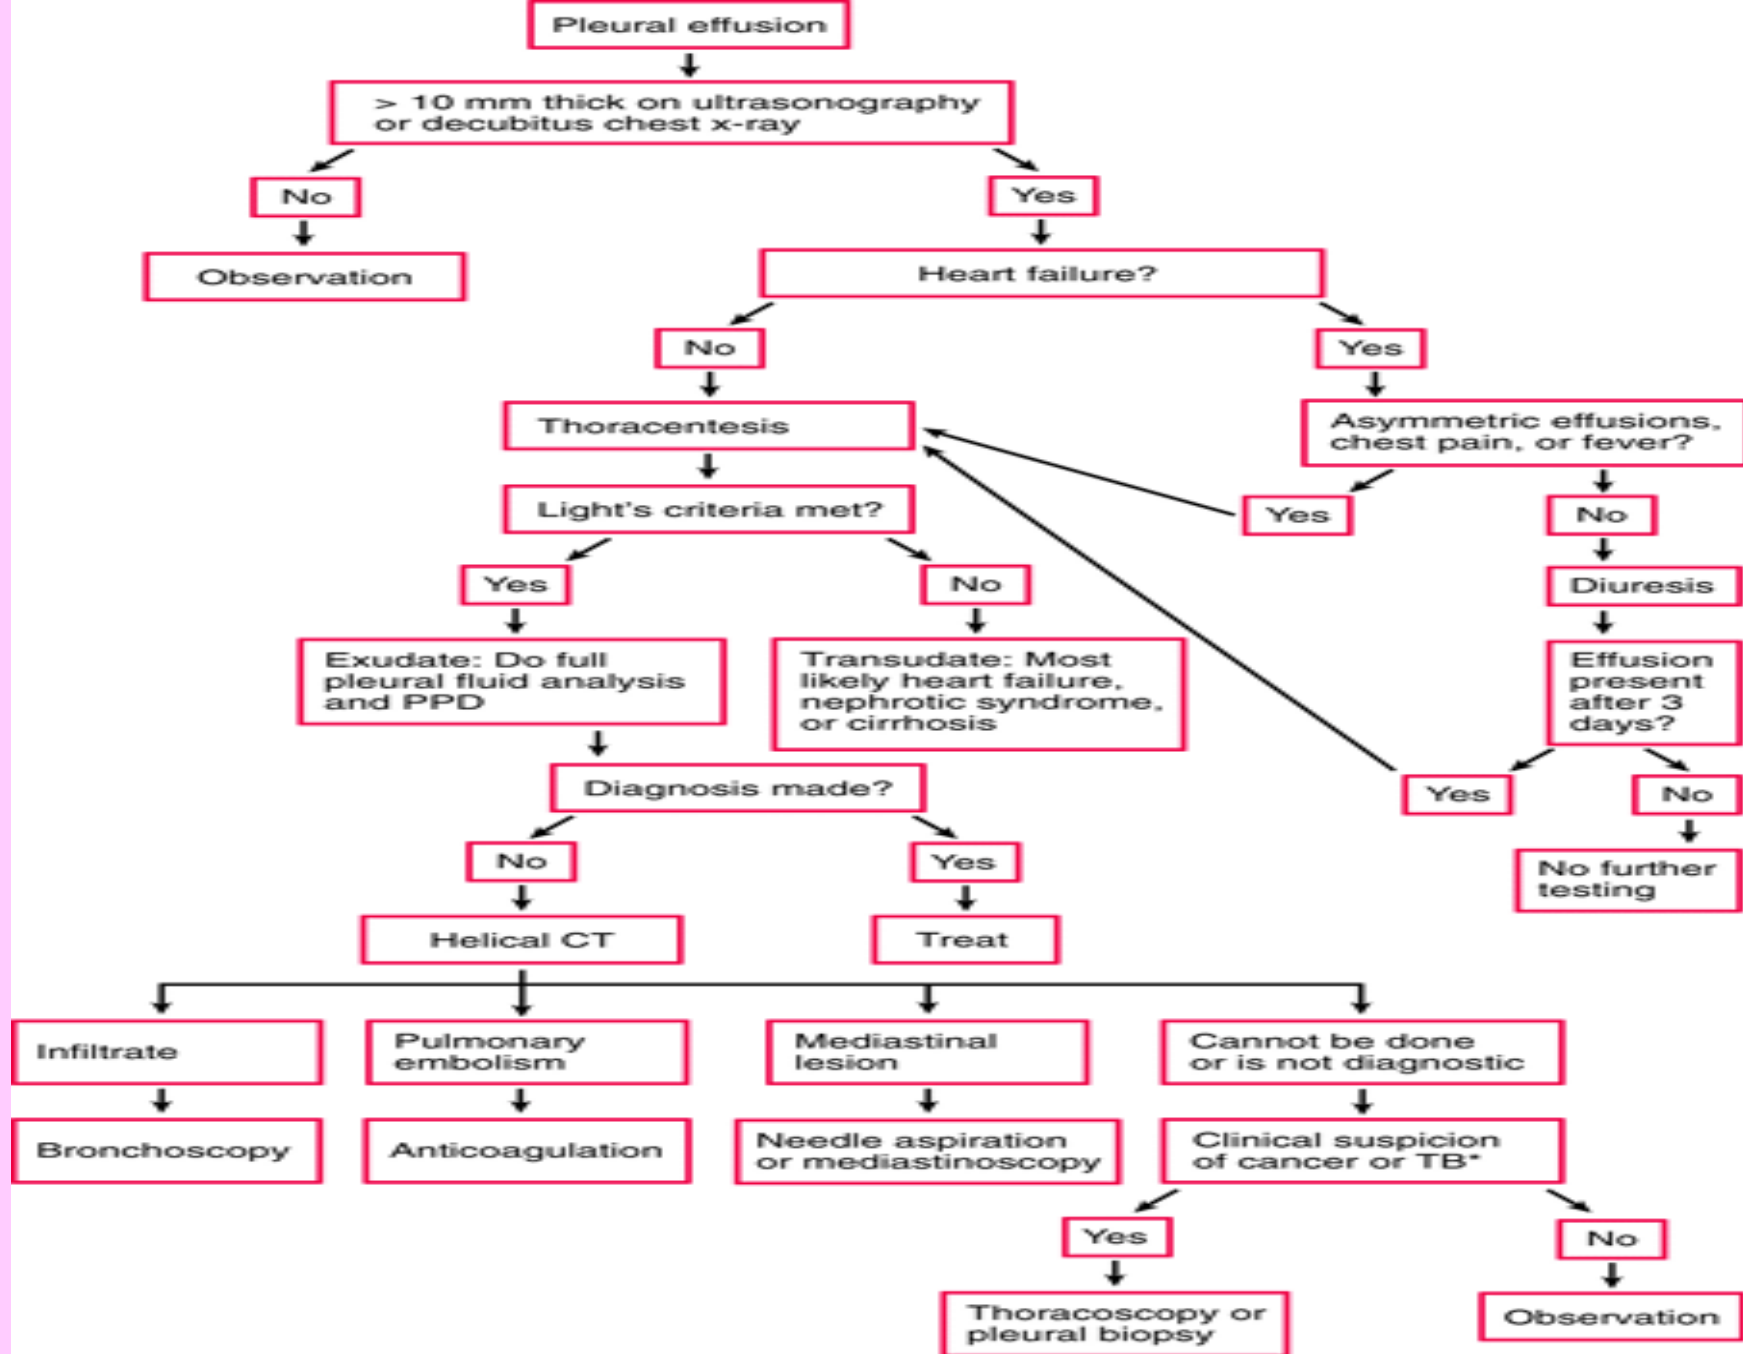 Pleural effusion
> 10 mm thick on ultrasonography
or decubitus chest x-ray
No
Yes
Observation
Heart failure?
No
Yes
Thoracentesis
Asymmetric effusions,
chest pain, or fever?
Light's criteria met?
Yes
No
Yes
No
Diuresis
Exudate: Do full
pleural fluid analysis
and PPD
Transudate: Most
likely heart failure,
nephrotic syndrome,
or cirrhosis
Effusion
present
after 3
days?
Diagnosis made?
Yes
No
No
Yes
No further
testing
Helical CT
Treat
Infiltrate
Pulmonary
embolism
Mediastinal
lesion
Cannot be done
or is not diagnostic
Bronchoscopy
Anticoagulation
Needle aspiration
or mediastinoscopy
Clinical suspicion
of cancer or TB*
Yes
No
Thoracoscopy or
pleural biopsy
Observation